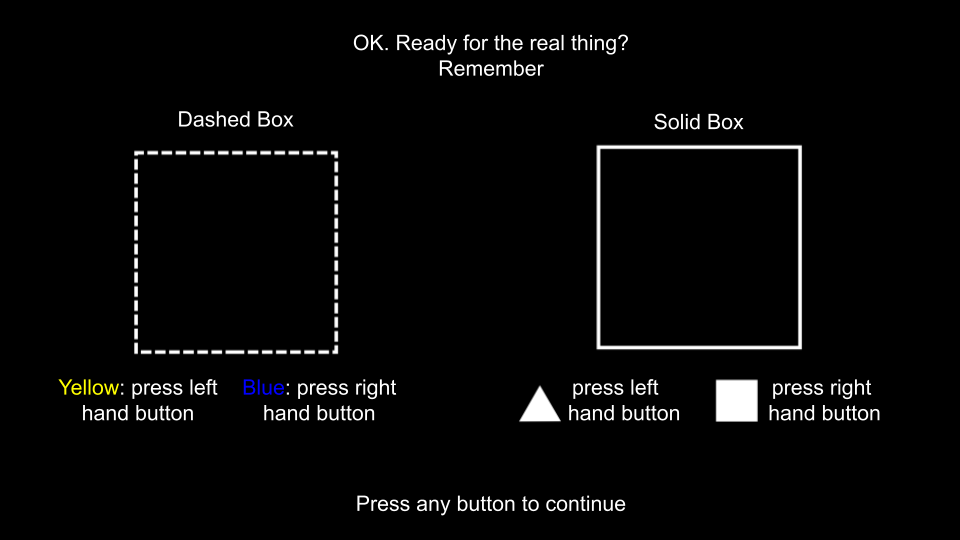 OK. Ready for the real thing?
Remember
Dashed Box
Solid Box
Yellow: press left
hand button
Blue: press right
hand button
press left
hand button
press right
hand button
Press any button to continue